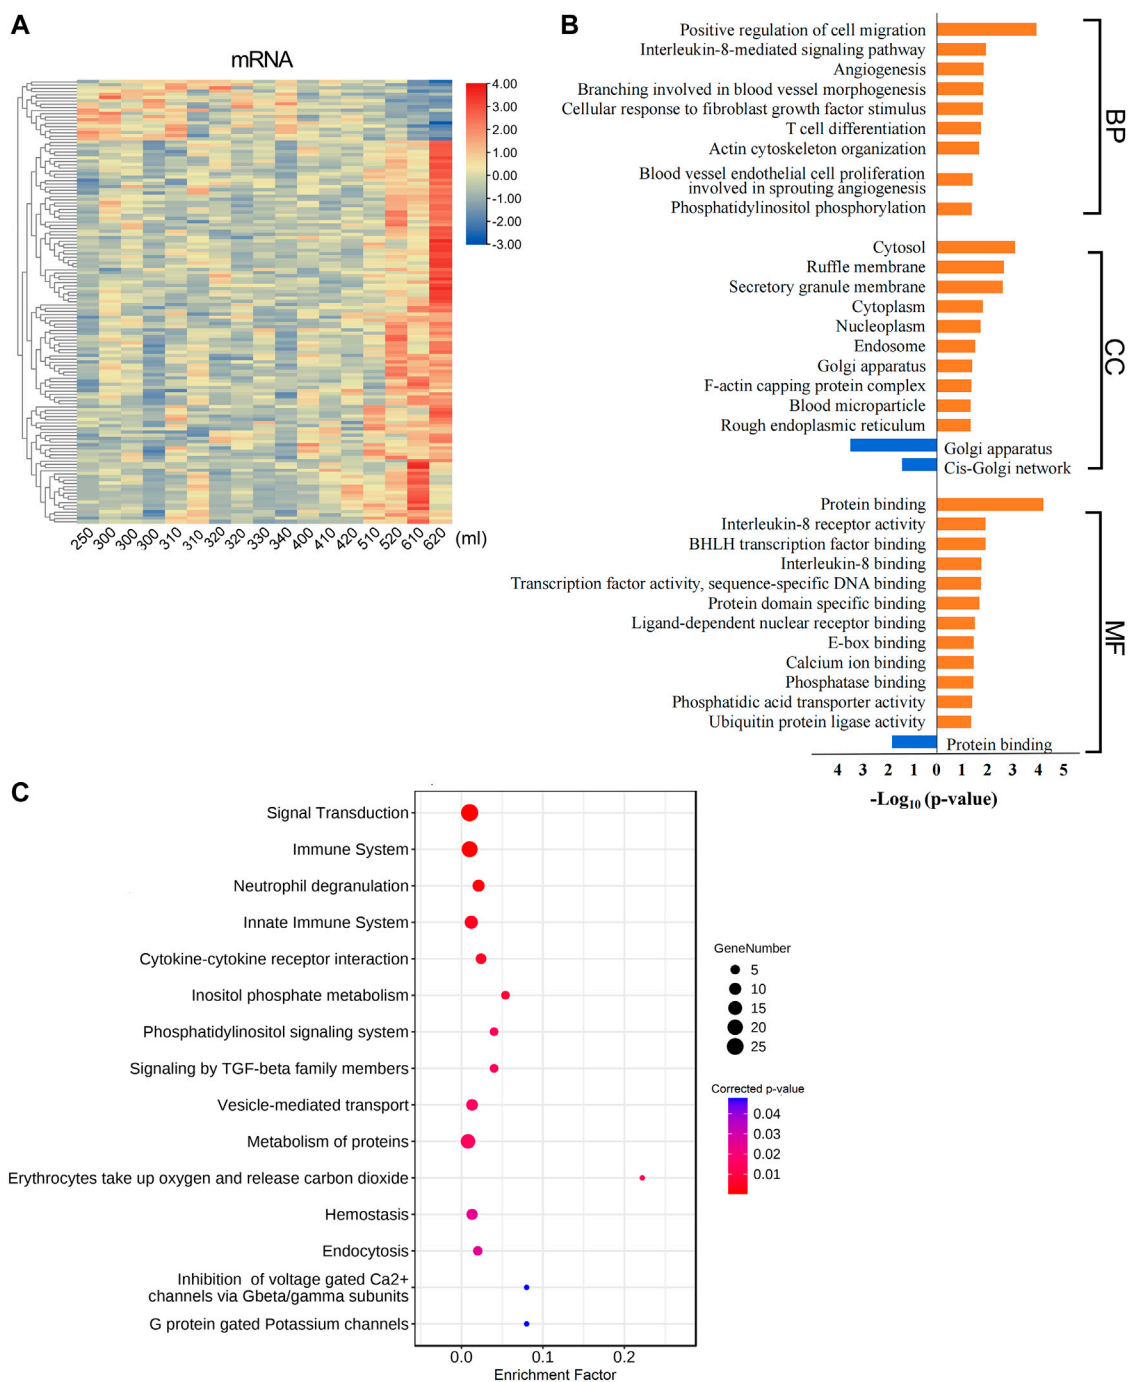 A
mRNA
4.00
4.00
3.00
2.00
1.00
0.00
-1.00
-2.00
-3.00
250 300 300 300 310 310 320 320 330 330 400 410 420 510 520 610 620 (ml)
B
Positive regulation of cell migration
Interleukin-8-mediated signaling pathway
Angiogenesis
Branching involved in blood vessel morphogenesis
Cellular response to fibroblast growth factor stimulus
T cell differentiation
Actin cytoskeleton organization
Blood vessel endothelial cell proliferation
involved in sprouting angiogenesis
Phosphatidylinositol phosphorylation
BP
Cytosol
Ruffle membrane
Secretory granule membrane
Cytoplasm
Nucleoplasm
Endosome
Golgi apparatus
F-actin capping protein complex
Blood microparticle
Rough endoplasmic reticulum
Golgi apparatus
Cis-Golgi network
CC
Protein binding
Interleukin-8 receptor activity
BHLH transcription factor binding
Interleukin-8 binding
Transcription factor activity, sequence-specific DNA binding
Protein domain specific binding
Ligand-dependent nuclear receptor binding
E-box binding
Calcium ion binding
Phosphatase binding
Phosphatidic acid transporter activity
Ubiquitin protein ligase activity
Protein binding
MF
4 3 2 1 0 1 2 3 4 5
-Log10 (p-value)
C
Signal Transduction
Immune System
Neutrophil degranulation
Innate Immune System
Cytokine-cytokine receptor interaction
Inositol phosphate metabolism
Phosphatidylinositol signaling system
Signaling by TGF-beta family members
Vesicle-mediated transport
Metabolism of proteins
Erythrocytes take up oxygen and release carbon dioxide
Hemostasis
Endocytosis
Inhibition of voltage gated Ca2+
channels via Gbeta/gamma subunits
G protein gated Potassium channels
0.0 0.1 0.2
Enrichment Factor
GeneNumber
5
10
15
20
25
Corrected p-value
0.04
0.03
0.02
0.01